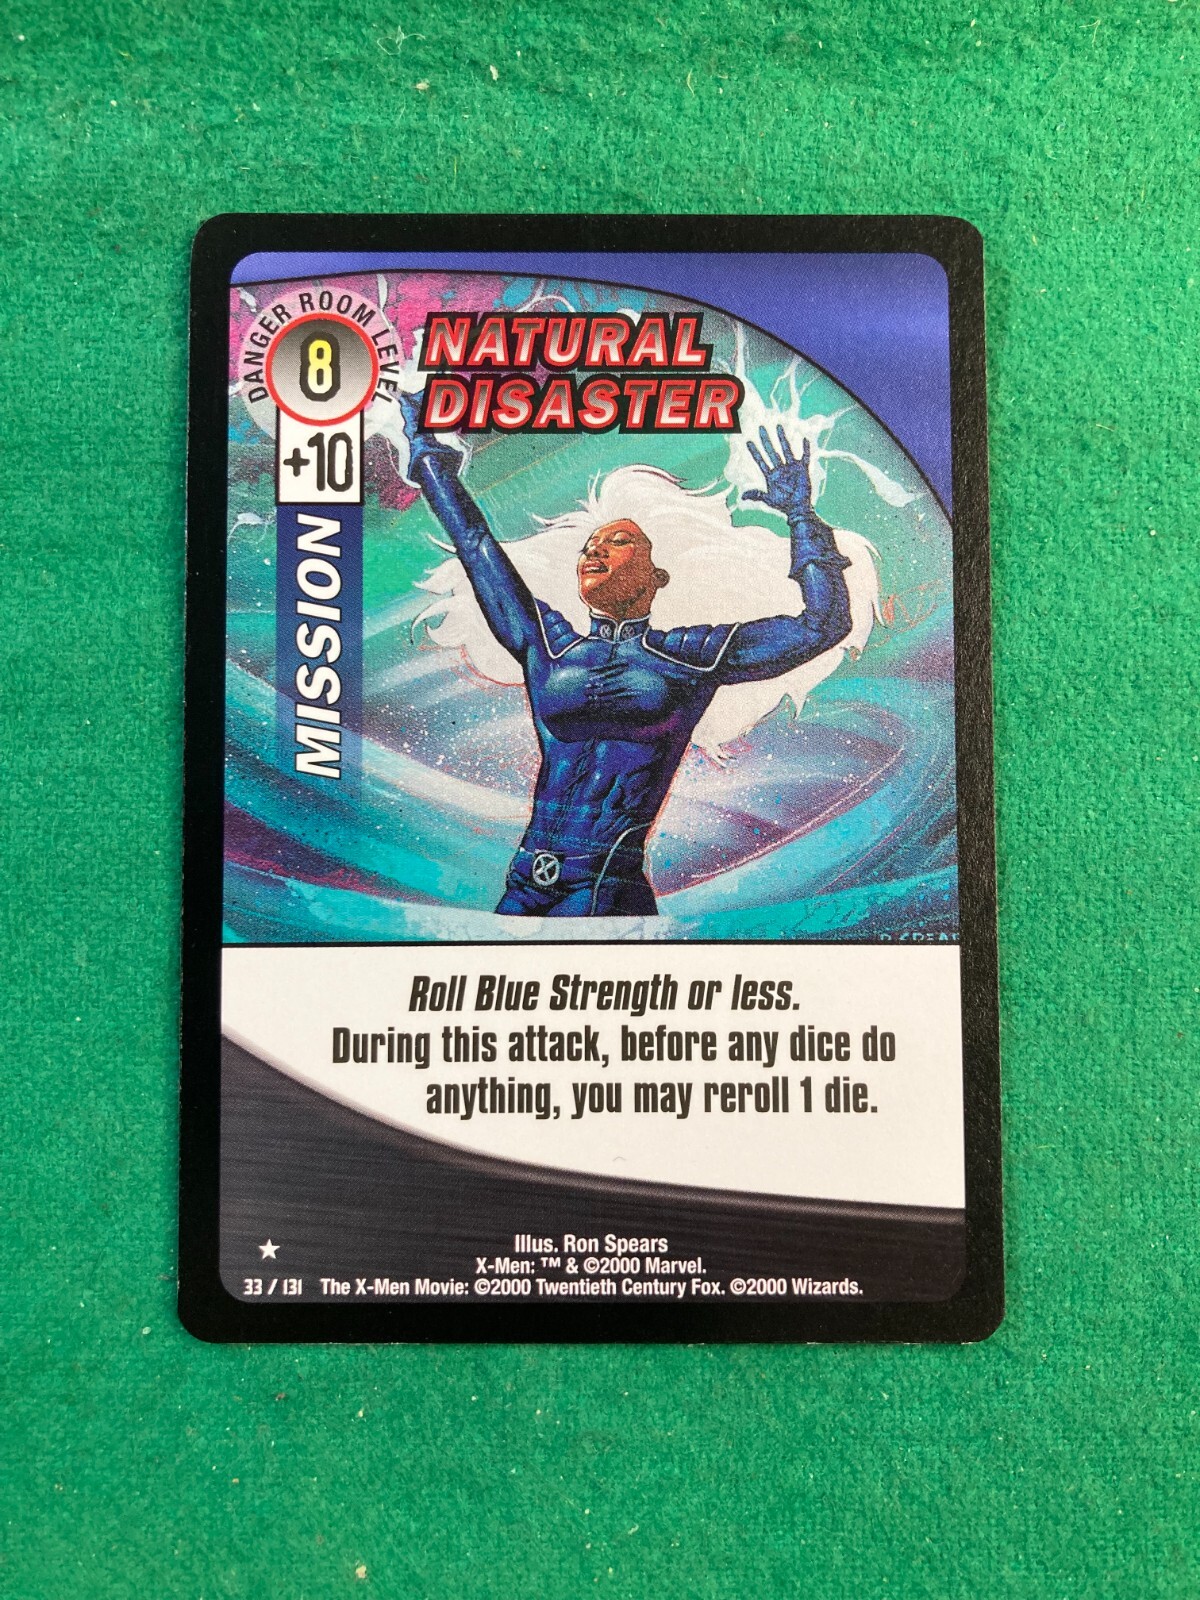 DANGER ROOM LEVEL
8
+10
MISSION
NATURAL
DISASTER
Roll Blue Strength or less.
During this attack, before any dice do
anything, you may reroll 1 die.
Illus. Ron Spears
X-Men: ™ & ©2000 Marvel.
33 / 131 The X-Men Movie: ©2000 Twentieth Century Fox. ©2000 Wizards.